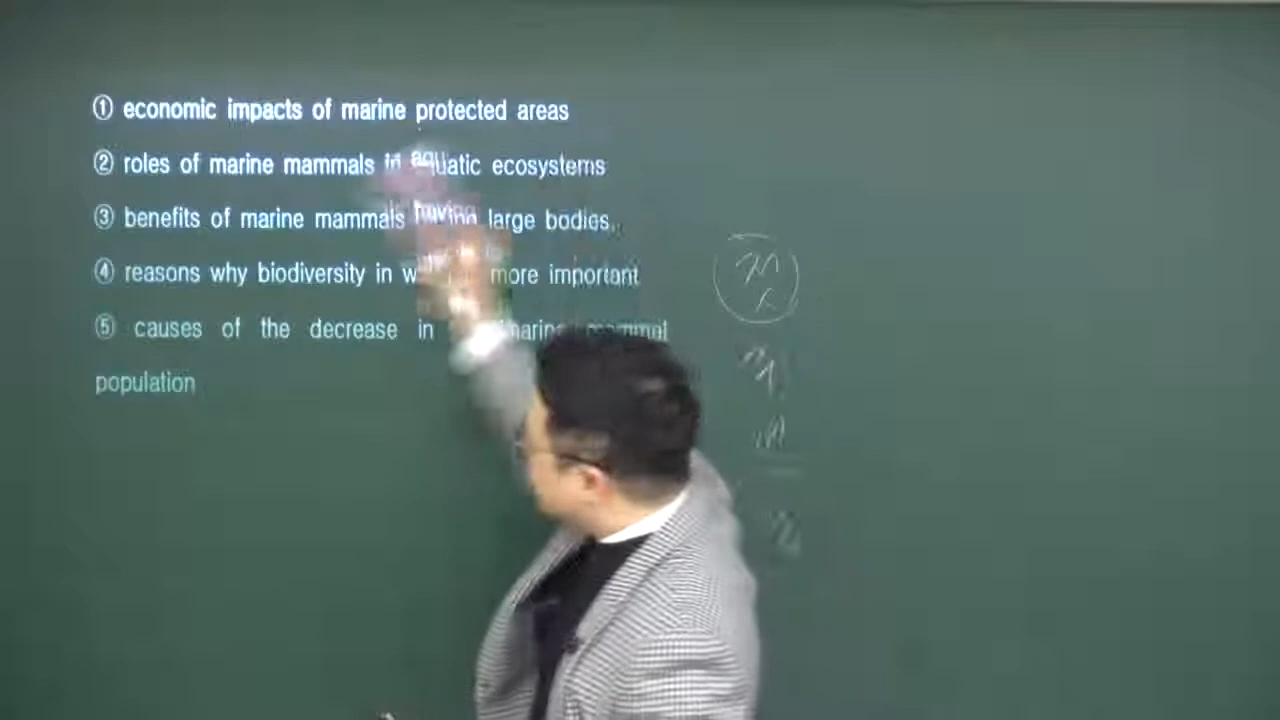 ① economic impacts of marine protected areas
② roles of marine mammals in aquatic ecosystems
③ benefits of marine mammals having large bodies
④ reasons why biodiversity in more important
⑤ causes of the decrease in marine mammal
population